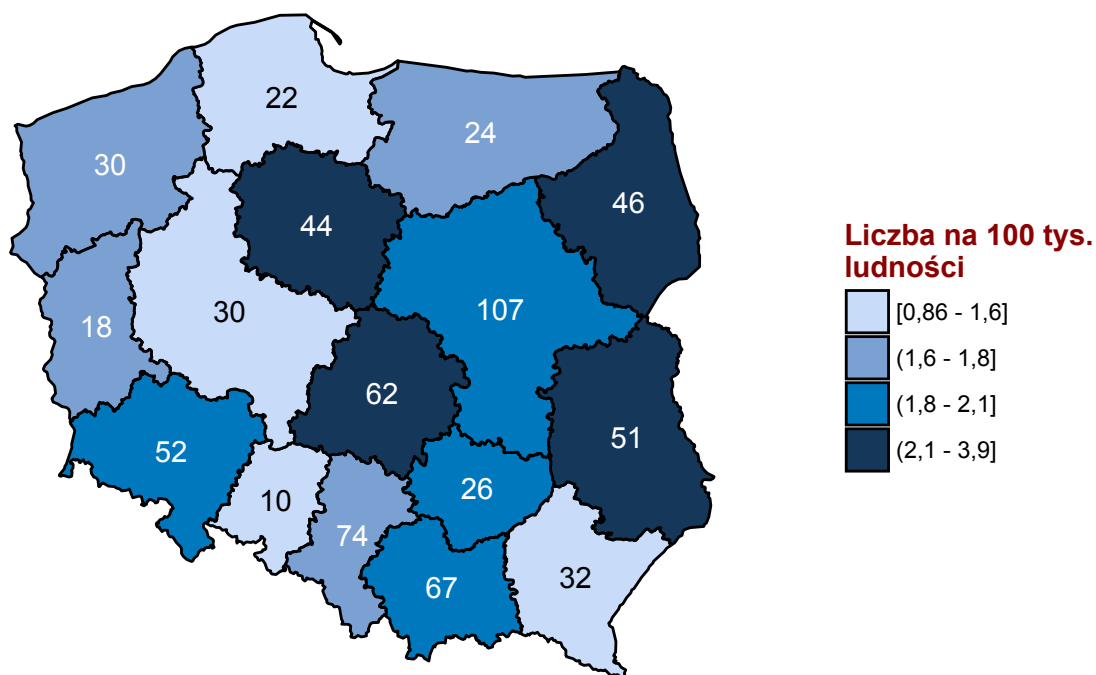 22
24
30
46
44
30
107
18
62
51
52
26
10
74
32
67
Liczba na 100 tys.
ludności
[0,86 - 1,6]
(1,6 - 1,8]
(1,8 - 2,1]
(2,1 - 3,9]